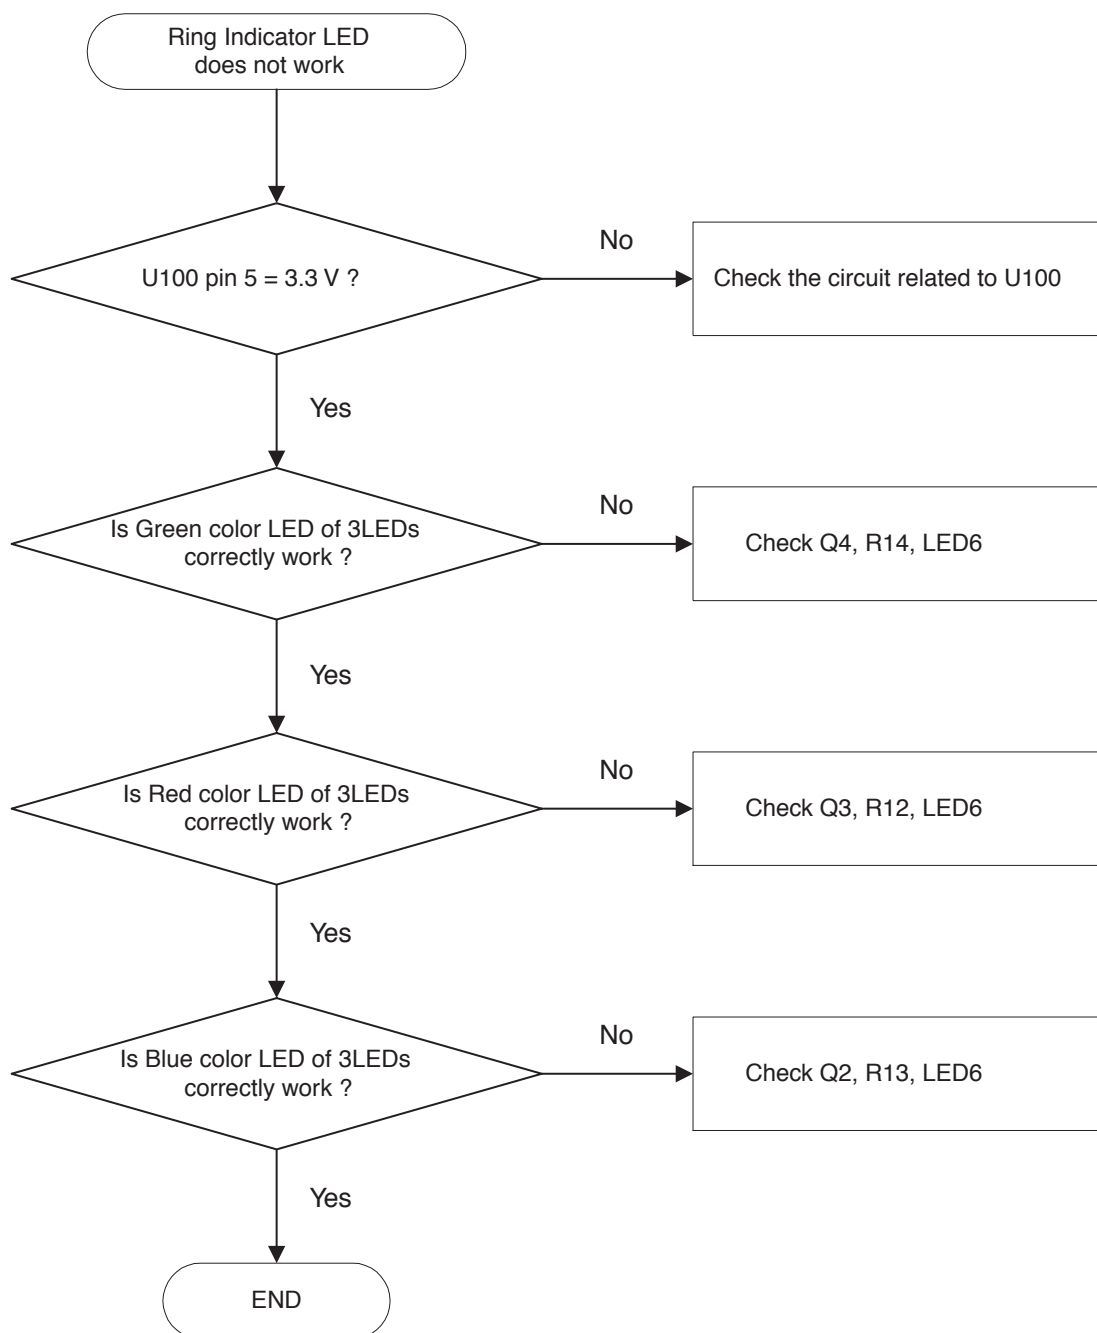 Ring Indicator LED
does not work
U100 pin 5 = 3.3 V ?
No
Check the circuit related to U100
Yes
Is Green color LED of 3LEDs
correctly work ?
No
Check Q4, R14, LED6
Yes
Is Red color LED of 3LEDs
correctly work ?
No
Check Q3, R12, LED6
Yes
Is Blue color LED of 3LEDs
correctly work ?
No
Check Q2, R13, LED6
Yes
END